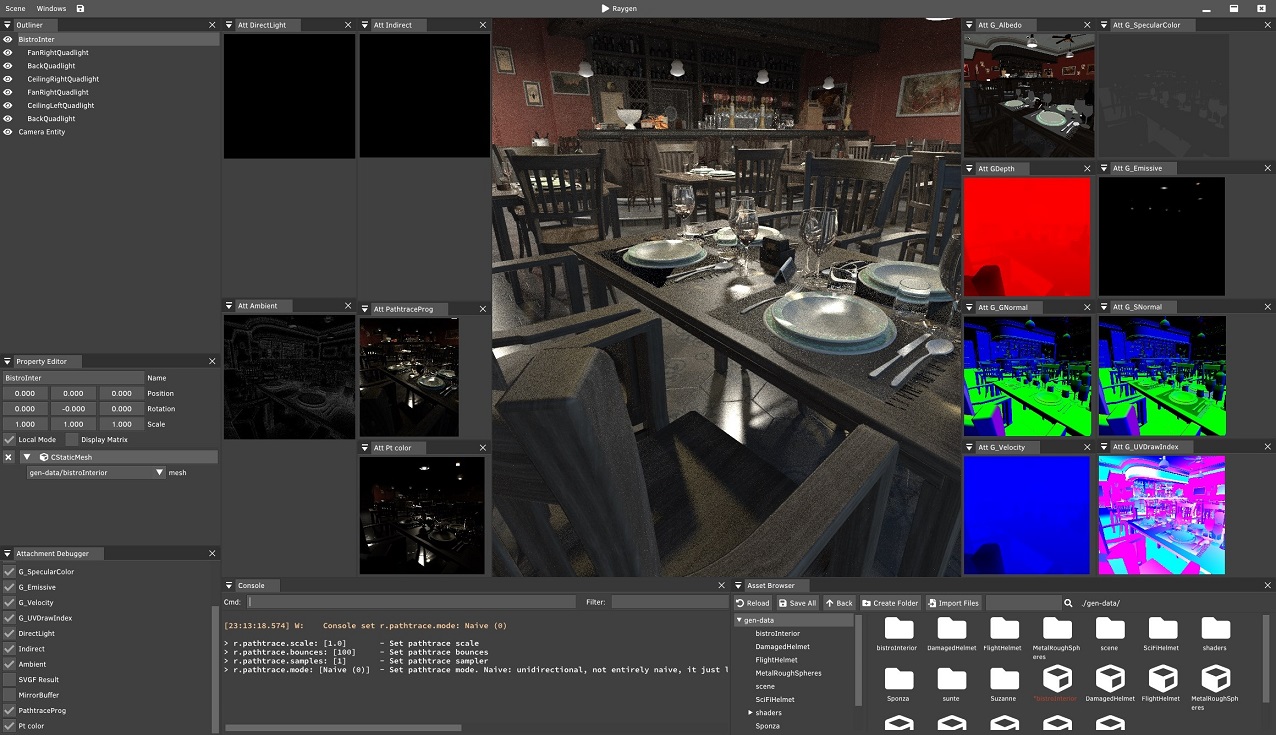 Scene Windows
Raygen
Outliner
BistroInter
FanRightQuadlight
BackQuadlight
CeilingRightQuadlight
FanRightQuadlight
CeilingLeftQuadlight
BackQuadlight
Camera Entity
Property Editor
BistroInter Name
0.000 0.000 0.000 Position
0.000 -0.000 0.000 Rotation
1.000 1.000 1.000 Scale
Local Mode Display Matrix
CStaticMesh
gen-data/bistroInterior mesh
Attachment Debugger
G_SpecularColor
G_Emissive
G_Velocity
G_UVDrawIndex
DirectLight
Indirect
Ambient
SVGF Result
MirrorBuffer
PathtraceProg
Pt color
Att DirectLight
Att Indirect
Att Ambient
Att PathtraceProg
Att Pt color
Att G_Albedo
Att G_SpecularColor
Att GDepth
Att G_Emissive
Att G_GNormal
Att G_SNormal
Att G_Velocity
Att G_UVDrawIndex
Console
Cmd: Filter:
[23:13:18.574] W: Console set r.pathtrace.mode: Naive (0)
> r.pathtrace.scale: [1.0] - Set pathtrace scale
> r.pathtrace.bounces: [100] - Set pathtrace bounces
> r.pathtrace.samples: [1] - Set pathtrace sampler
> r.pathtrace.mode: [Naive (0)] - Set pathtrace mode. Naive: unidirectional, not entirely naive, it just l
Asset Browser
Reload Save All Back Create Folder Import Files ./gen-data/
gen-data
bistroInterior
DamagedHelmet
FlightHelmet
MetalRoughSpheres
scene
SciFiHelmet
shaders
Sponza
bistroInterior DamagedHelmet FlightHelmet MetalRoughSph scene SciFiHelmet shaders
eres
Sponza sunte Suzanne *bistroInterior DamagedHelmet FlightHelmet MetalRoughSph
eres